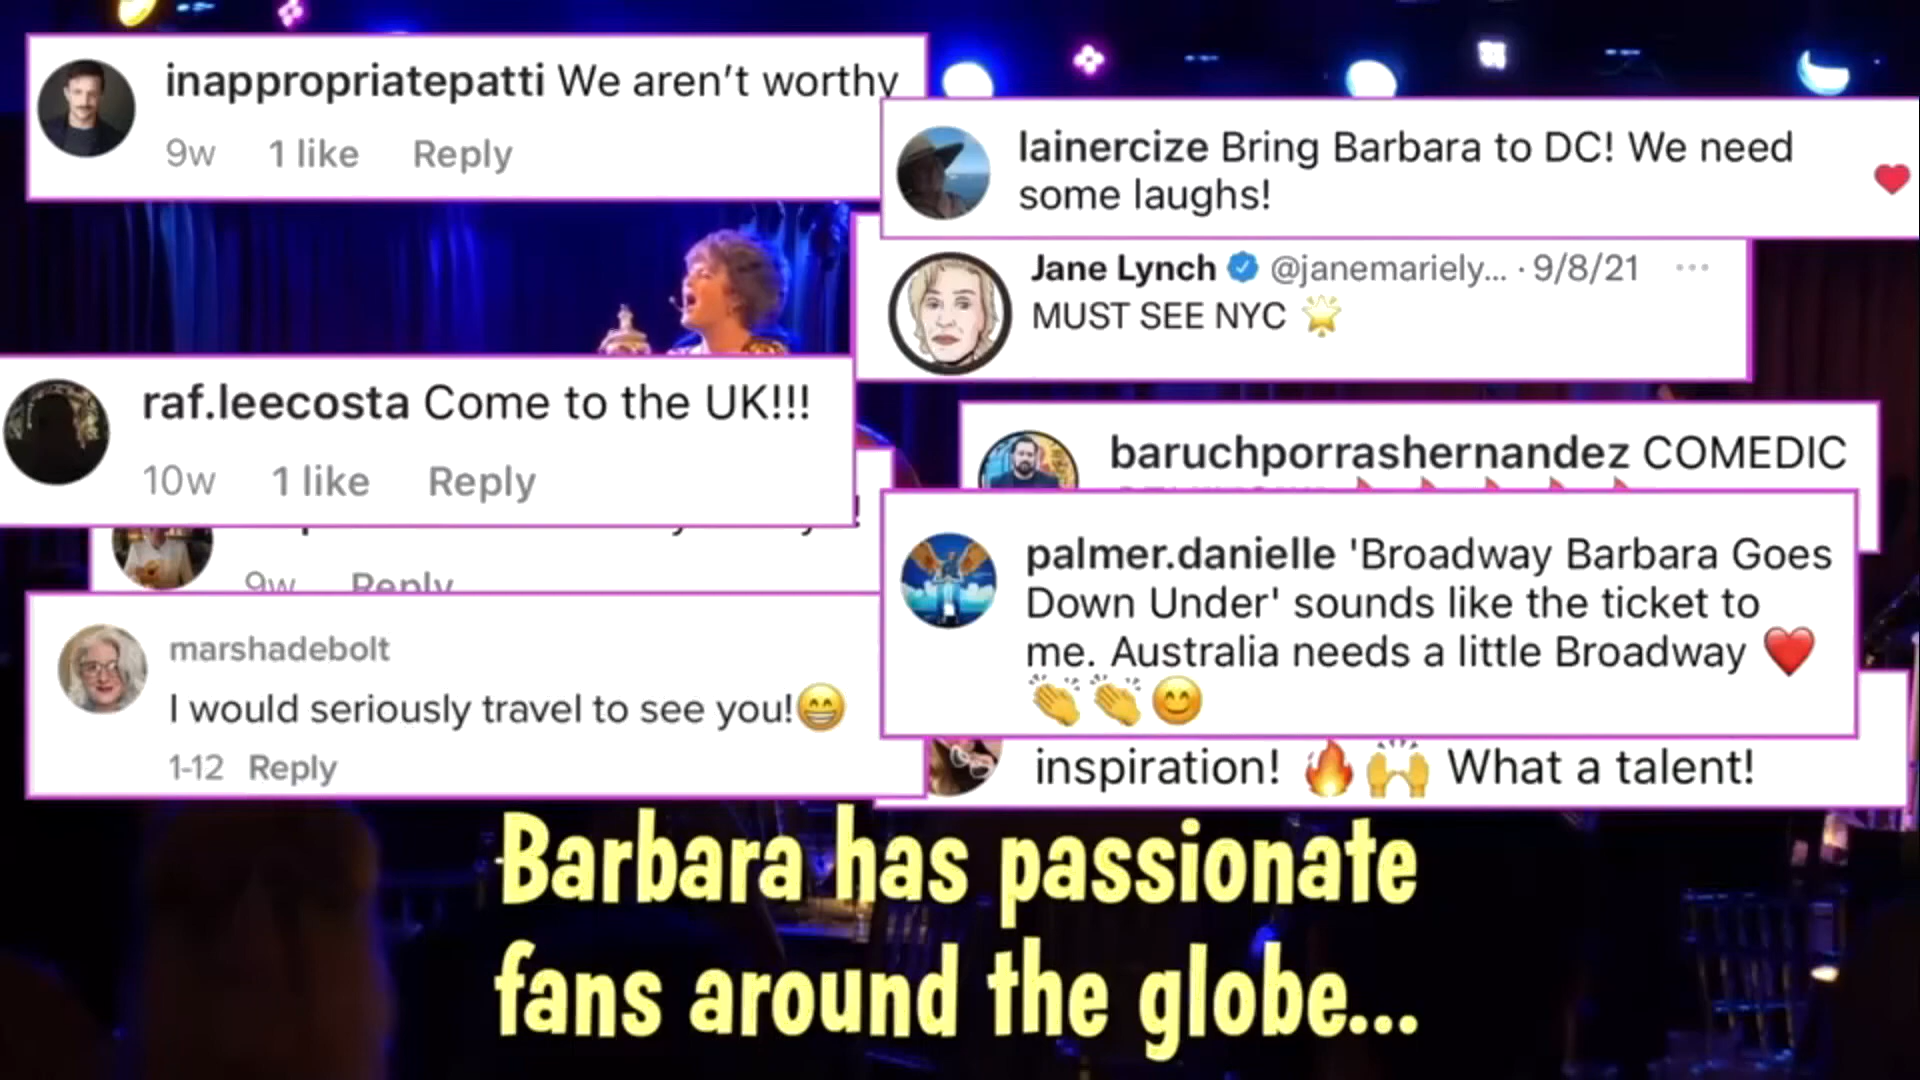 inappropriatepatti We aren't worthy
9w 1 like Reply
lainercize Bring Barbara to DC! We need
some laughs!
Jane Lynch @janemariely... · 9/8/21 ...
MUST SEE NYC 🌟
raf.leecosta Come to the UK!!!
10w 1 like Reply
baruchporrashernandez COMEDIC
9w Reply
palmer.danielle 'Broadway Barbara Goes
Down Under' sounds like the ticket to
me. Australia needs a little Broadway ❤️
👏👏😊
marshadebolt
I would seriously travel to see you!😁
1-12 Reply
inspiration! 🔥🙌 What a talent!
Barbara has passionate
fans around the globe...